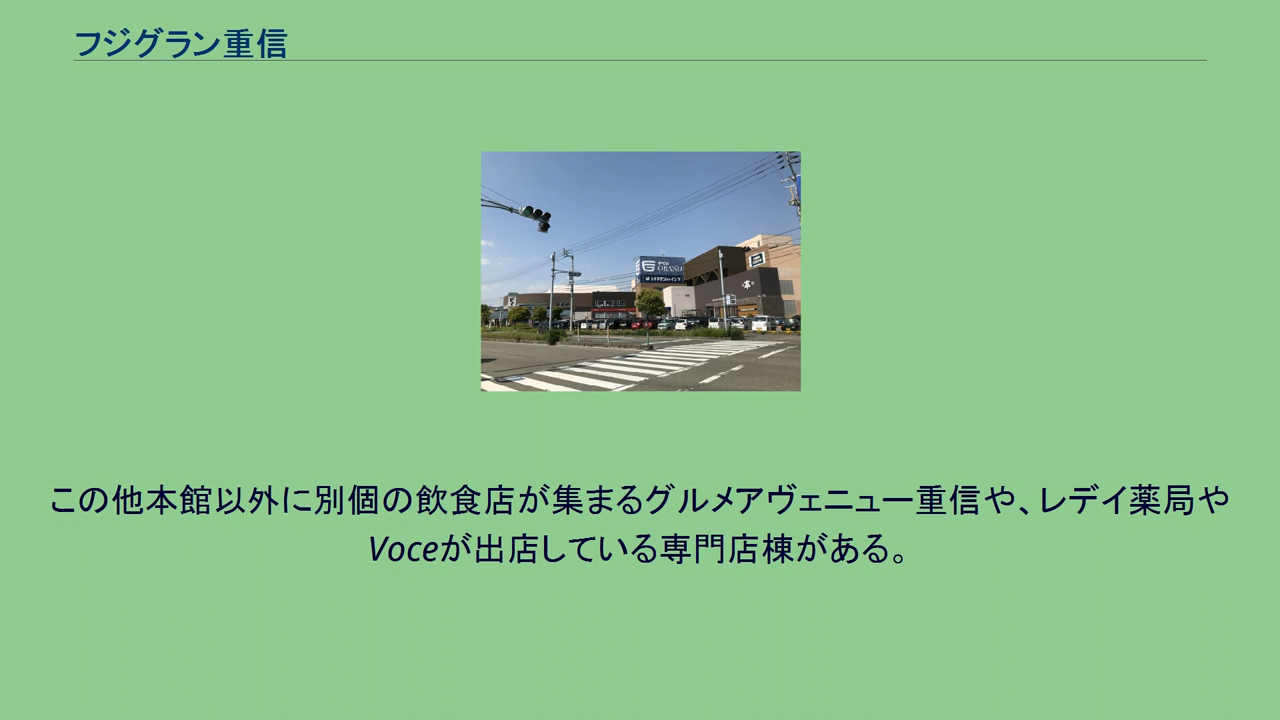 フジグラン重信
GRAND
本
この他本館以外に別個の飲食店が集まるグルメアヴェニュー重信や、レデイ薬局や
Voceが出店している専門店棟がある。